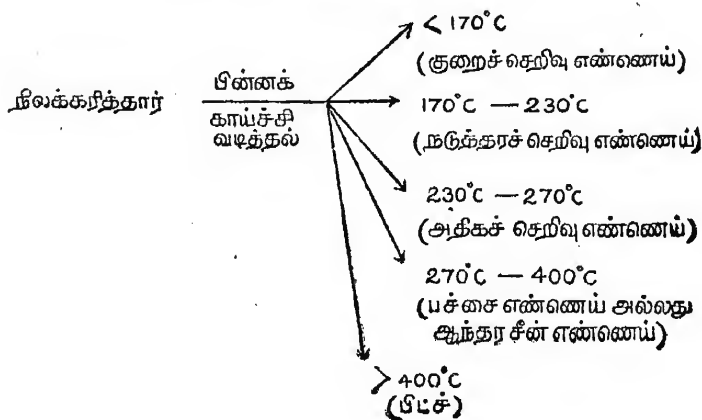 < 170°C
(குறைச் செறிவு எண்ணெய்)
நிலக்கரித்தார்
பின்னக்
காய்ச்சி
வடித்தல்
170°C — 230°C
(நடுத்தரச் செறிவு எண்ணெய்)
230°C — 270°C
(அதிகச் செறிவு எண்ணெய்)
270°C — 400°C
(பச்சை எண்ணெய் அல்லது
ஆந்தர சீன் எண்ணெய்)
> 400°C
(பிட்ச்)